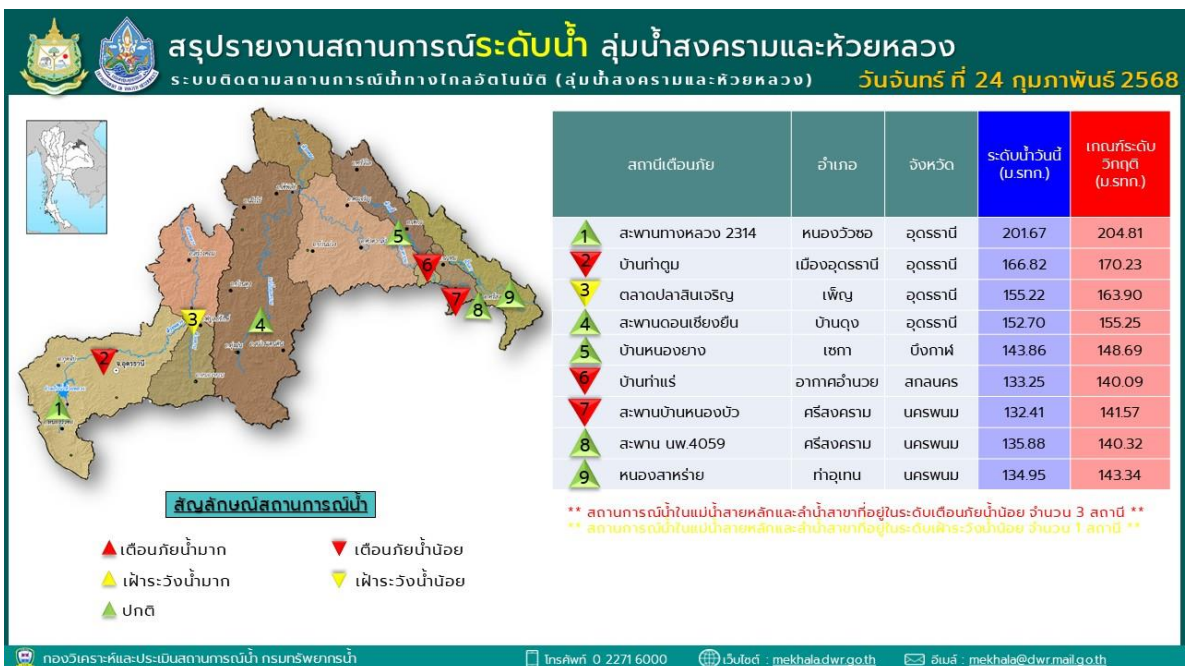 สรุปรายงานสถานการณ์ระดับน้ำ ลุ่มน้ำสงครามและห้วยหลวง
ระบบติดตามสถานการณ์น้ำทางไกลอัตโนมัติ (ลุ่มน้ำสงครามและห้วยหลวง) วันจันทร์ ที่ 24 กุมภาพันธ์ 2568
สถานีเตือนภัย อำเภอ จังหวัด ระดับน้ำวันนี้ (ม.รทก.) เกณฑ์ระดับวิกฤติ (ม.รทก.)
1 สะพานทางหลวง 2314 หนองวัวซอ อุดรธานี 201.67 204.81
2 บ้านท่าตูม เมืองอุดรธานี อุดรธานี 166.82 170.23
3 ตลาดปลาสินเจริญ เพ็ญ อุดรธานี 155.22 163.90
4 สะพานดอนเชียงยืน บ้านดุง อุดรธานี 152.70 155.25
5 บ้านหนองยาง เซกา บึงกาฬ 143.86 148.69
6 บ้านท่าแร่ อากาศอำนวย สกลนคร 133.25 140.09
7 สะพานบ้านหนองบัว ศรีสงคราม นครพนม 132.41 141.57
8 สะพาน นพ.4059 ศรีสงคราม นครพนม 135.88 140.32
9 หนองสาหร่าย ท่าอุเทน นครพนม 134.95 143.34
** สถานการณ์น้ำในแม่น้ำสายหลักและลำน้ำสาขาที่อยู่ในระดับเตือนภัยน้ำน้อย จำนวน 3 สถานี **
** สถานการณ์น้ำในแม่น้ำสายหลักและลำน้ำสาขาที่อยู่ในระดับเฝ้าระวังน้ำน้อย จำนวน 1 สถานี **
5
6
7
8
9
3
4
2
จ.อุดรธานี
1
สัญลักษณ์สถานการณ์น้ำ
เตือนภัยน้ำมาก เตือนภัยน้ำน้อย
เฝ้าระวังน้ำมาก เฝ้าระวังน้ำน้อย
ปกติ
กองวิเคราะห์และประเมินสถานการณ์น้ำ กรมทรัพยากรน้ำ โทรศัพท์ 0 2271 6000 เว็บไซต์ : mekhala.dwr.go.th อีเมล์ : mekhala@dwr.mail.go.th